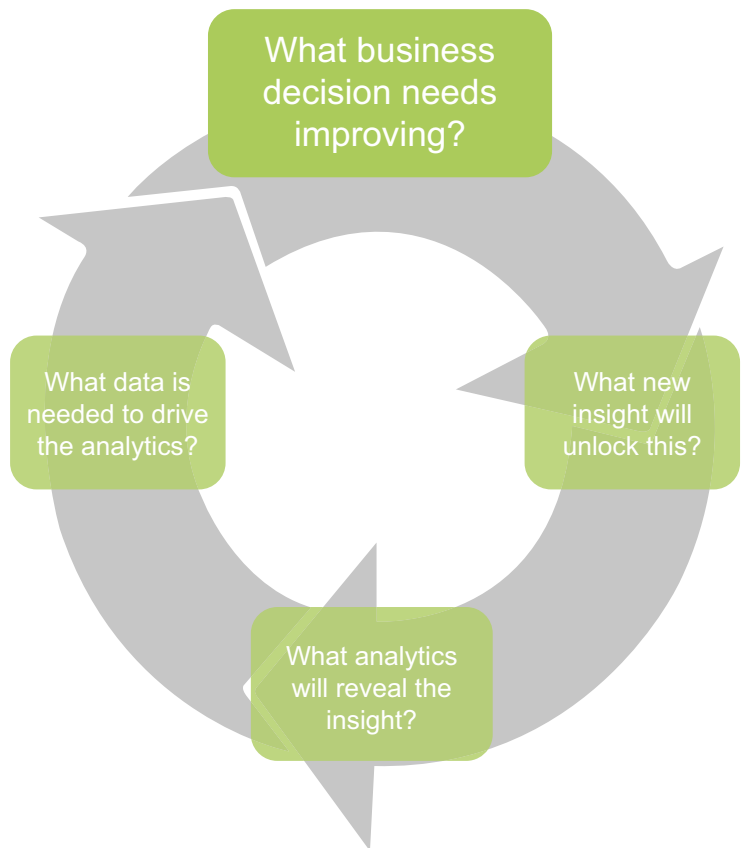 What business
decision needs
improving?
What new
insight will
unlock this?
What analytics
will reveal the
insight?
What data is
needed to drive
the analytics?